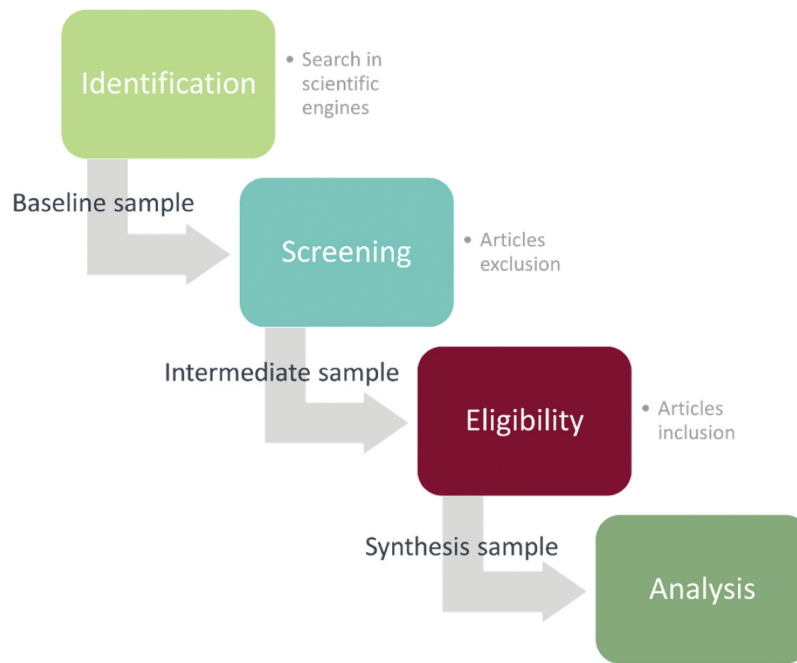 Identification
• Search in
scientific
engines
Baseline sample
Screening
• Articles
exclusion
Intermediate sample
Eligibility
• Articles
inclusion
Synthesis sample
Analysis